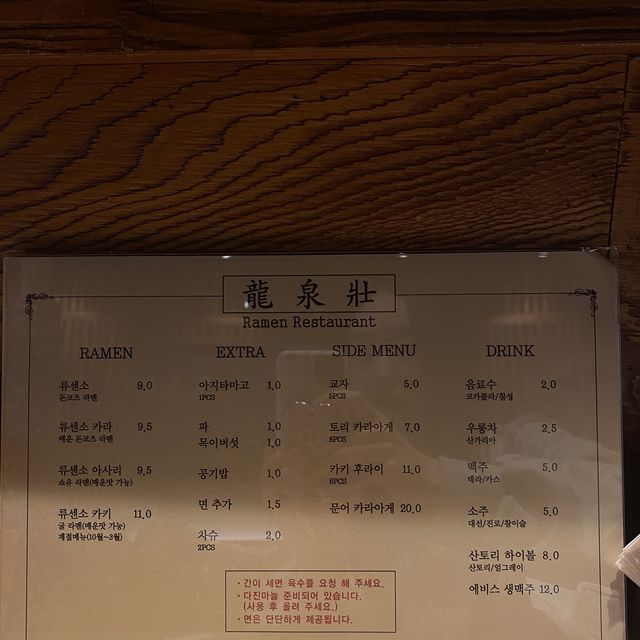 龍泉壯
Ramen Restaurant
RAMEN
류센소 9.0
돈코츠 라멘
류센소 카라 9.5
매운 돈코츠 라멘
류센소 아사리 9.5
쇼유 라멘(매운맛 가능)
류센소 카키 11.0
굴 라멘(매운맛 가능)
계절메뉴(10월~3월)
EXTRA
아지타마고 1.0
1PCS
파 1.0
목이버섯 1.0
공기밥 1.0
면 추가 1.5
차슈 2.0
2PCS
SIDE MENU
교자 5.0
5PCS
토리 카라아게 7.0
8PCS
카키 후라이 11.0
6PCS
문어 카라아게 20.0
DRINK
음료수 2.0
코카콜라/칠성
우롱차 2.5
산가리아
맥주 5.0
테라/카스
소주 5.0
대선/진로/참이슬
산토리 하이볼 8.0
산토리/얼그레이
에비스 생맥주 12.0
· 간이 세면 육수를 요청 해 주세요.
· 다진마늘 준비되어 있습니다.
(사용 후 올려 주세요.)
· 면은 단단하게 제공됩니다.